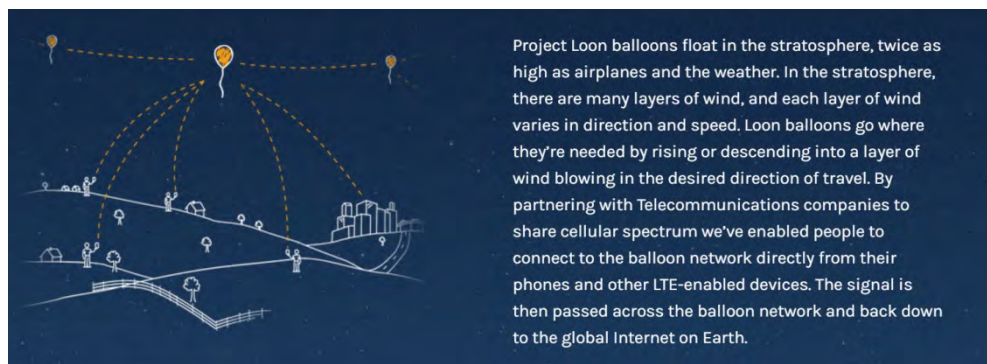 Project Loon balloons float in the stratosphere, twice as
high as airplanes and the weather. In the stratosphere,
there are many layers of wind, and each layer of wind
varies in direction and speed. Loon balloons go where
they're needed by rising or descending into a layer of
wind blowing in the desired direction of travel. By
partnering with Telecommunications companies to
share cellular spectrum we've enabled people to
connect to the balloon network directly from their
phones and other LTE-enabled devices. The signal is
then passed across the balloon network and back down
to the global Internet on Earth.